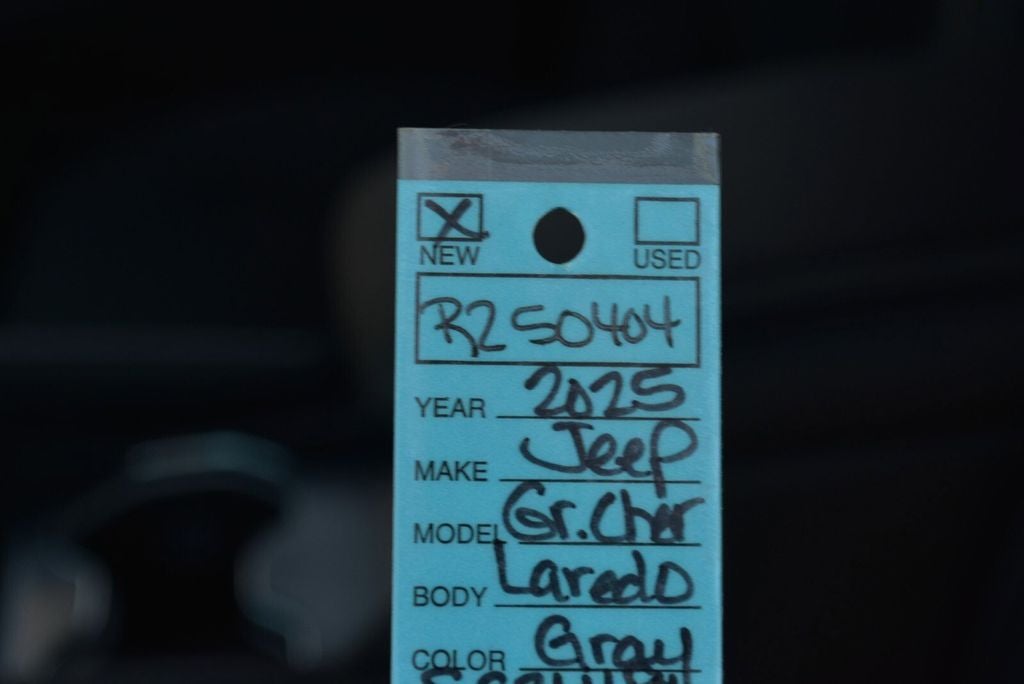 X
NEW USED
R250404
YEAR 2025
MAKE Jeep
MODEL Gr. Cher
BODY Laredo
COLOR Gray